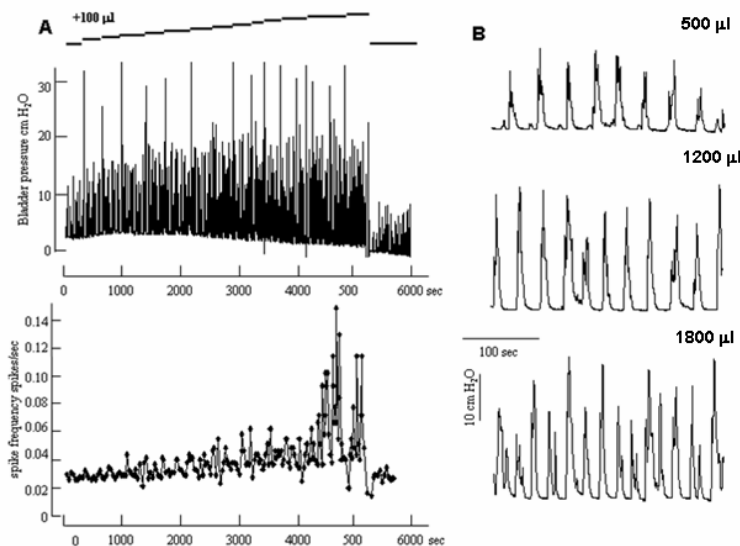 A
+100 µl
Bladder pressure cm H2O
30
20
10
0
0 1000 2000 3000 4000 5200 6000 sec
spike frequency spikes/sec
0.14
0.12
0.10
0.08
0.06
0.04
0.02
0
0 1000 2000 3000 4000 500 6000 sec
B
500 µl
1200 µl
100 sec
1800 µl
10 cm H2O